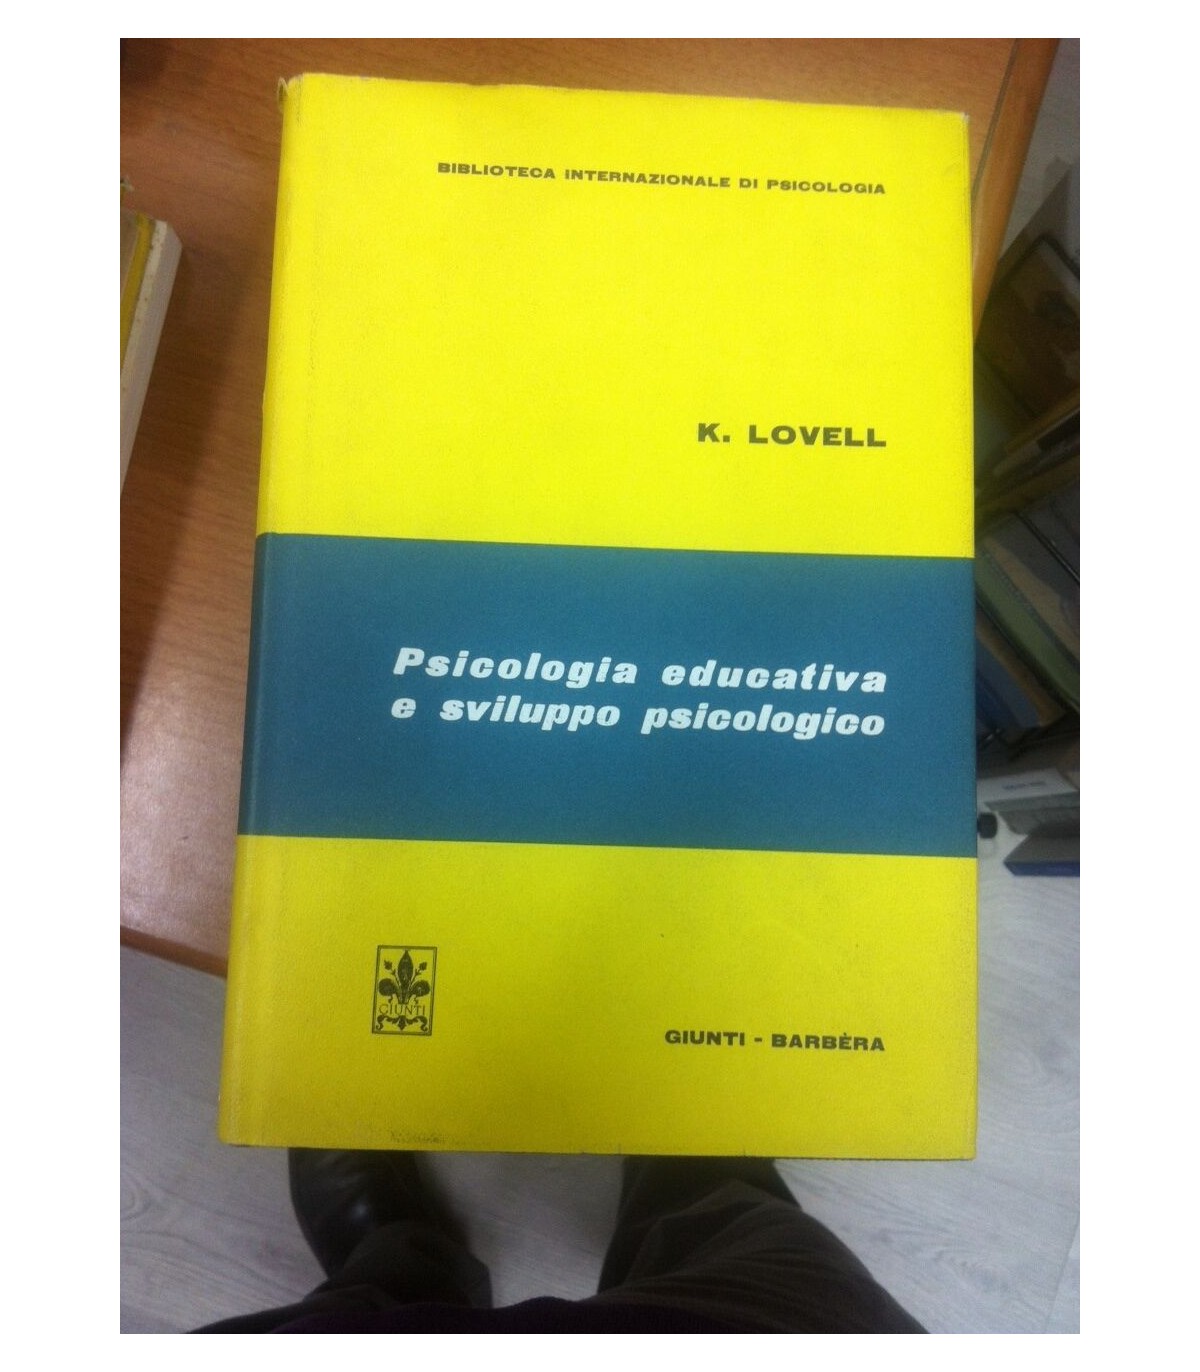 BIBLIOTECA INTERNAZIONALE DI PSICOLOGIA
K. LOVELL
Psicologia educativa
e sviluppo psicologico
GIUNTI
GIUNTI - BARBÈRA